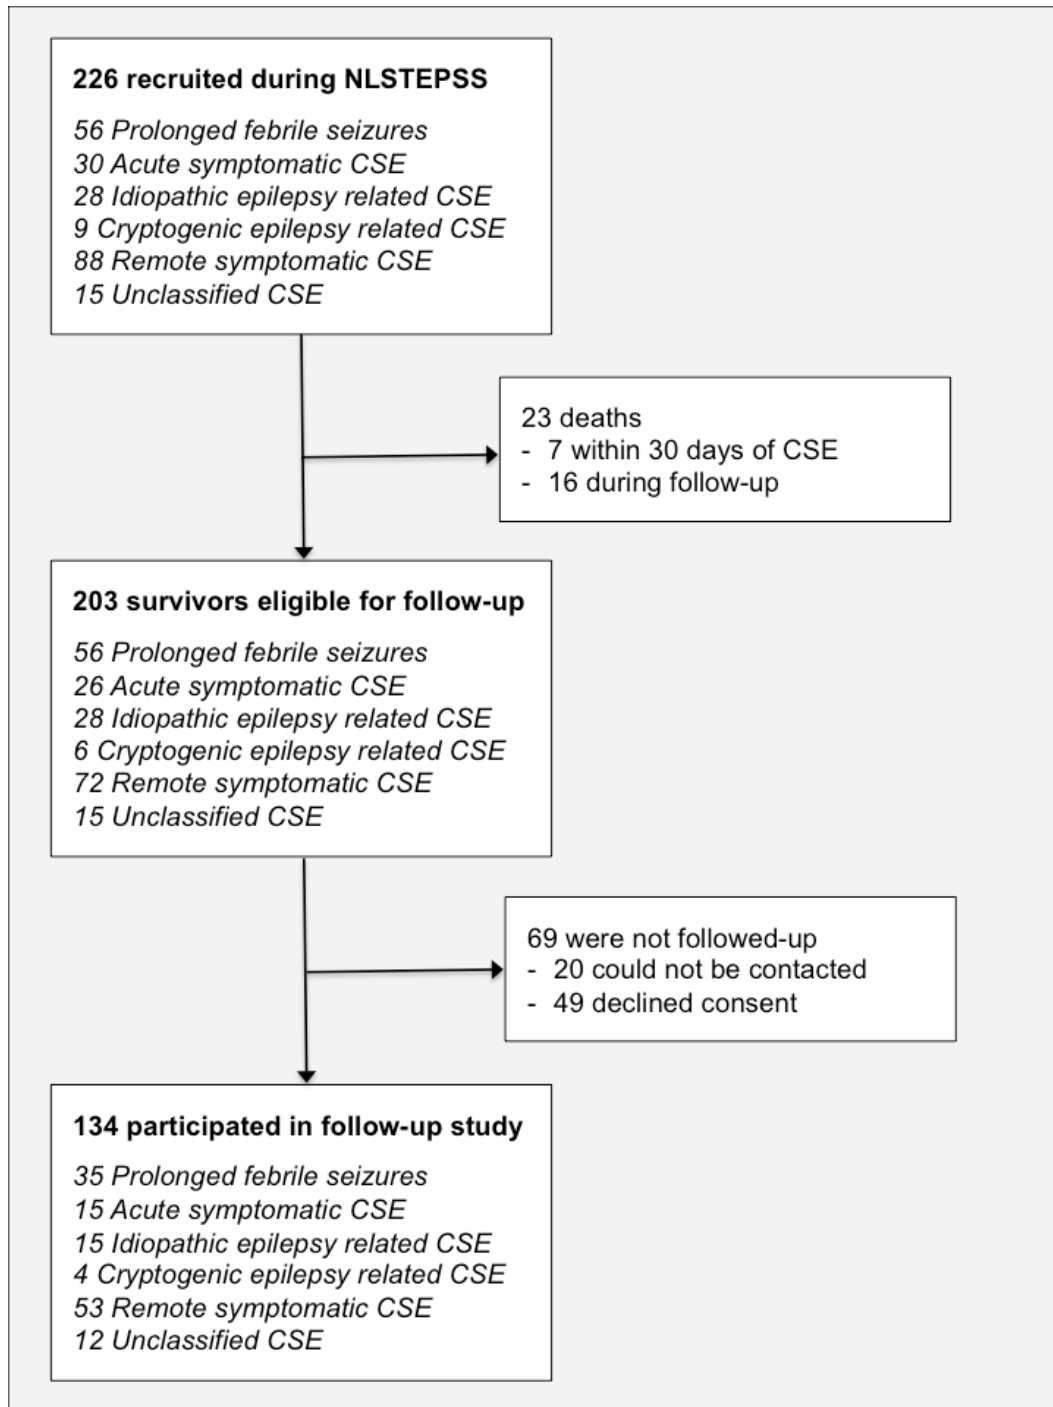 226 recruited during NLSTEPSS
56 Prolonged febrile seizures
30 Acute symptomatic CSE
28 Idiopathic epilepsy related CSE
9 Cryptogenic epilepsy related CSE
88 Remote symptomatic CSE
15 Unclassified CSE
23 deaths
- 7 within 30 days of CSE
- 16 during follow-up
203 survivors eligible for follow-up
56 Prolonged febrile seizures
26 Acute symptomatic CSE
28 Idiopathic epilepsy related CSE
6 Cryptogenic epilepsy related CSE
72 Remote symptomatic CSE
15 Unclassified CSE
69 were not followed-up
- 20 could not be contacted
- 49 declined consent
134 participated in follow-up study
35 Prolonged febrile seizures
15 Acute symptomatic CSE
15 Idiopathic epilepsy related CSE
4 Cryptogenic epilepsy related CSE
53 Remote symptomatic CSE
12 Unclassified CSE